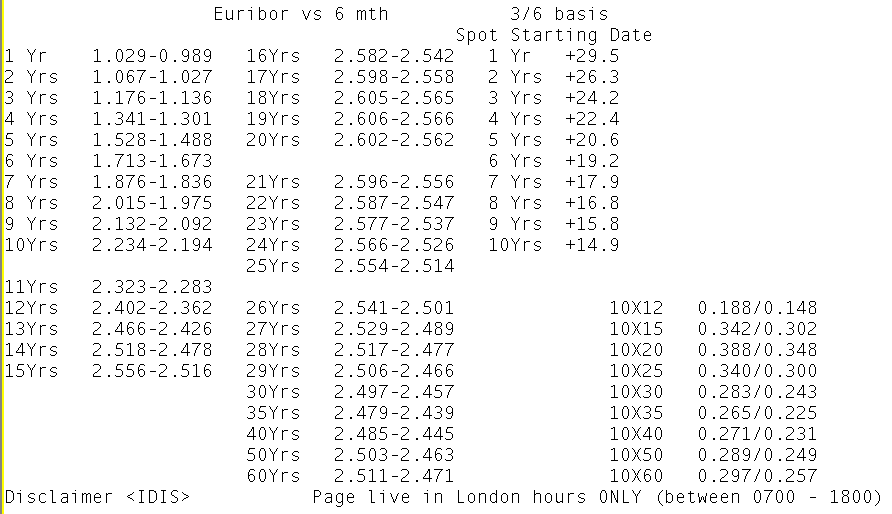 Euribor vs 6 mth 3/6 basis
Spot Starting Date
1 Yr 1.029-0.989 16Yrs 2.582-2.542 1 Yr +29.5
2 Yrs 1.067-1.027 17Yrs 2.598-2.558 2 Yrs +26.3
3 Yrs 1.176-1.136 18Yrs 2.605-2.565 3 Yrs +24.2
4 Yrs 1.341-1.301 19Yrs 2.606-2.566 4 Yrs +22.4
5 Yrs 1.528-1.488 20Yrs 2.602-2.562 5 Yrs +20.6
6 Yrs 1.713-1.673 6 Yrs +19.2
7 Yrs 1.876-1.836 21Yrs 2.596-2.556 7 Yrs +17.9
8 Yrs 2.015-1.975 22Yrs 2.587-2.547 8 Yrs +16.8
9 Yrs 2.132-2.092 23Yrs 2.577-2.537 9 Yrs +15.8
10Yrs 2.234-2.194 24Yrs 2.566-2.526 10Yrs +14.9
25Yrs 2.554-2.514
11Yrs 2.323-2.283
12Yrs 2.402-2.362 26Yrs 2.541-2.501 10X12 0.188/0.148
13Yrs 2.466-2.426 27Yrs 2.529-2.489 10X15 0.342/0.302
14Yrs 2.518-2.478 28Yrs 2.517-2.477 10X20 0.388/0.348
15Yrs 2.556-2.516 29Yrs 2.506-2.466 10X25 0.340/0.300
30Yrs 2.497-2.457 10X30 0.283/0.243
35Yrs 2.479-2.439 10X35 0.265/0.225
40Yrs 2.485-2.445 10X40 0.271/0.231
50Yrs 2.503-2.463 10X50 0.289/0.249
60Yrs 2.511-2.471 10X60 0.297/0.257
Disclaimer <IDIS> Page live in London hours ONLY (between 0700 - 1800)